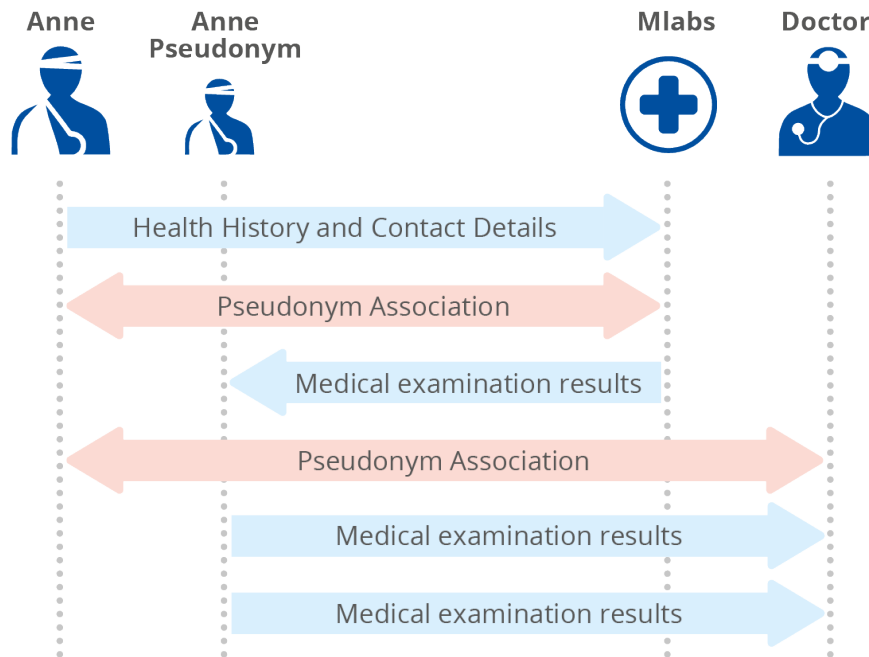 Anne
Anne
Pseudonym
Mlabs
Doctor
Health History and Contact Details
Pseudonym Association
Medical examination results
Pseudonym Association
Medical examination results
Medical examination results